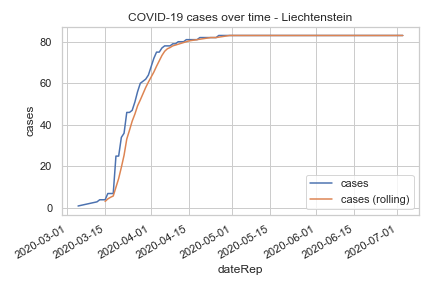 COVID-19 cases over time - Liechtenstein
80
60
40
20
0
cases
cases
cases (rolling)
2020-03-01
2020-03-15
2020-04-01
2020-04-15
2020-05-01
2020-05-15
2020-06-01
2020-06-15
2020-07-01
dateRep